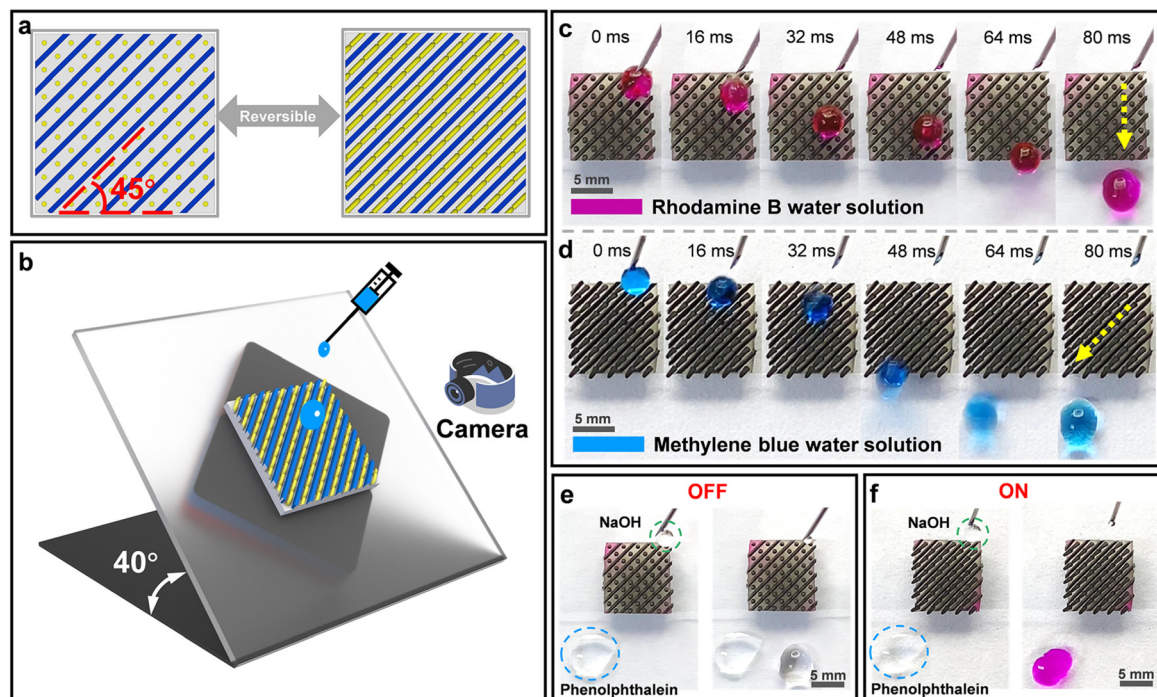 a
Reversible
45°
b
Camera
40°
c
0 ms 16 ms 32 ms 48 ms 64 ms 80 ms
5 mm
Rhodamine B water solution
d
0 ms 16 ms 32 ms 48 ms 64 ms 80 ms
5 mm
Methylene blue water solution
e OFF
NaOH
Phenolphthalein
5 mm
f ON
NaOH
Phenolphthalein
5 mm